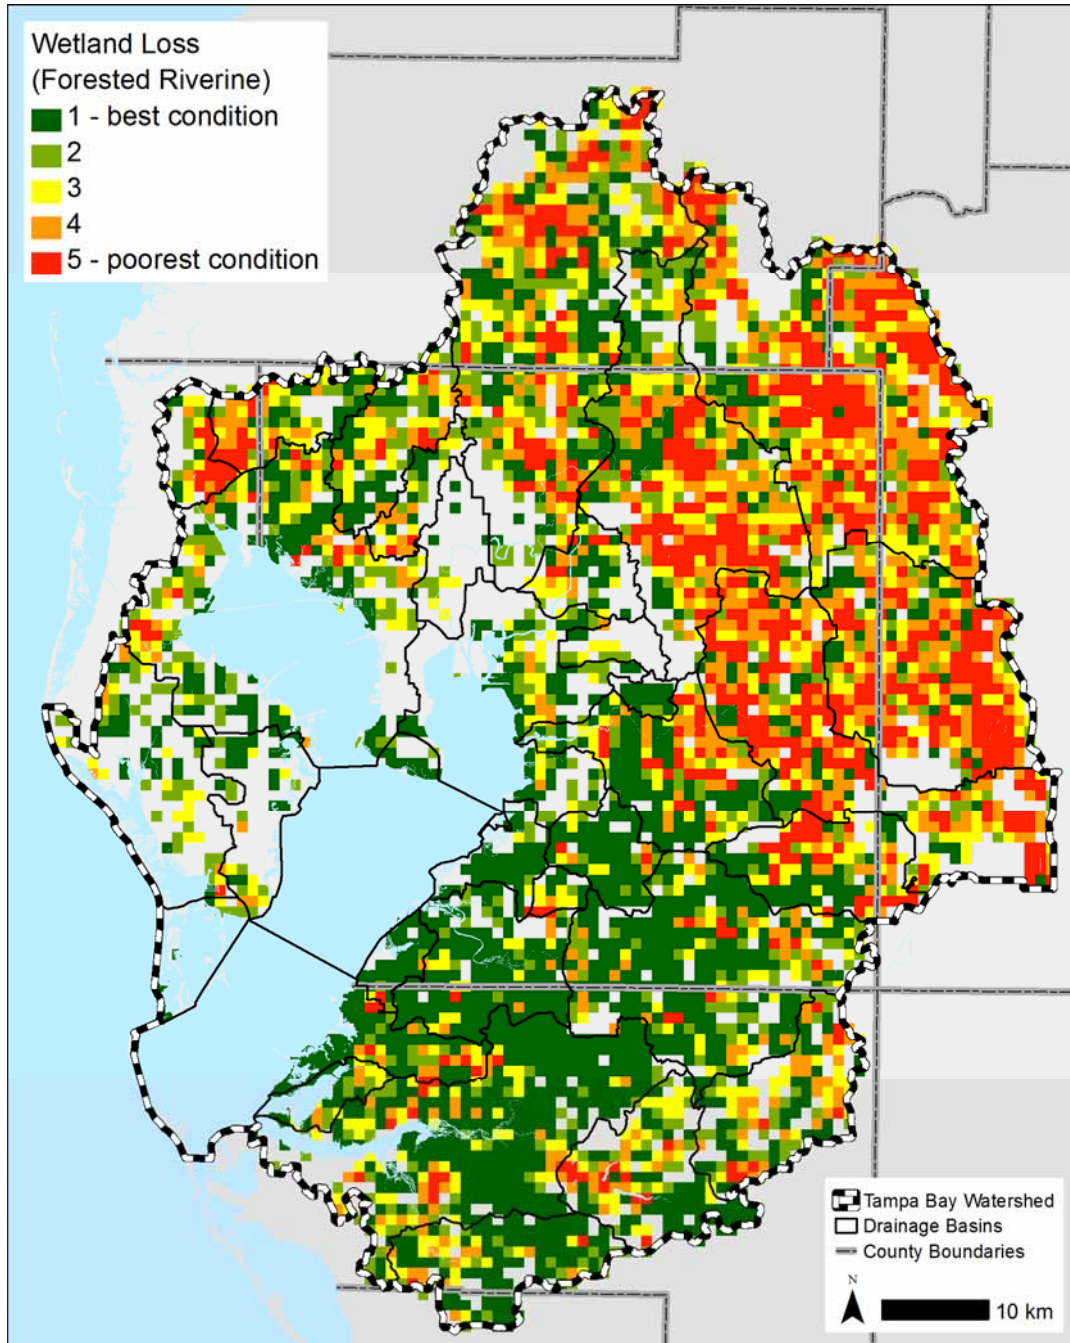 Wetland Loss
(Forested Riverine)
1 - best condition
2
3
4
5 - poorest condition
Tampa Bay Watershed
Drainage Basins
County Boundaries
N
10 km